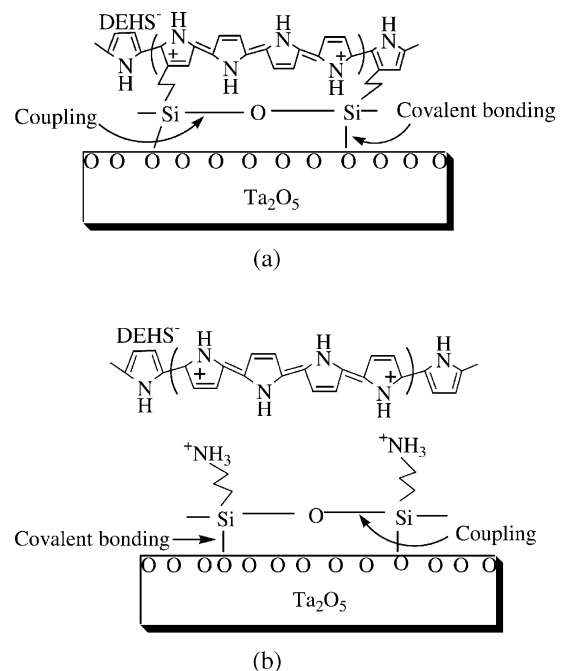 DEHS-
H N N H H N H N N H
+ +
Si O Si
Coupling Covalent bonding
O O O O O O O O O O O O
Ta2O5
(a)
DEHS-
H N H N H N
+ +
N H N H N H
+NH3 +NH3
Si O Si
Covalent bonding Coupling
O O O O O O O O O O O O O
Ta2O5
(b)